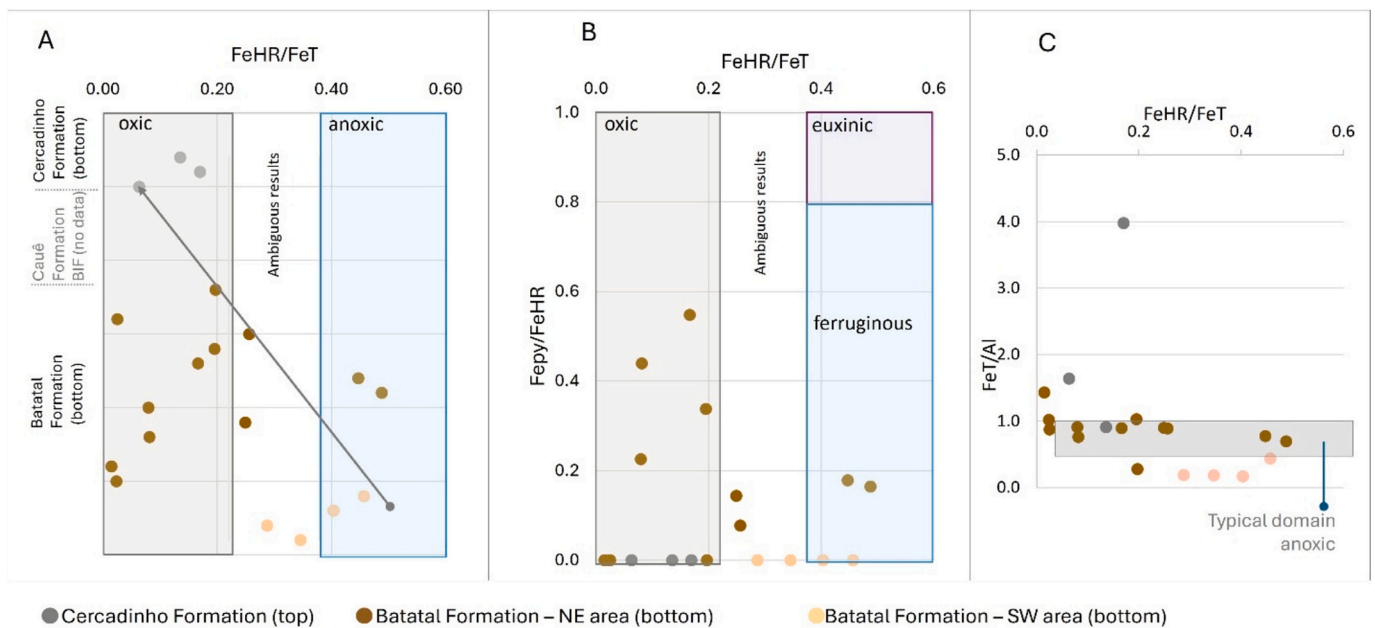 A
FeHR/FeT
0.00 0.20 0.40 0.60
oxic
anoxic
Ambiguous results
Cercadinho
Formation
(bottom)
Cauê
Formation
BIF (no data)
Batatal
Formation
(bottom)
B
FeHR/FeT
0.0 0.2 0.4 0.6
1.0
0.8
0.6
0.4
0.2
0.0
Fepy/FeHR
oxic
euxinic
Ambiguous results
ferruginous
C
FeHR/FeT
0.0 0.2 0.4 0.6
5.0
4.0
3.0
2.0
1.0
0.0
FeT/Al
Typical domain
anoxic
Cercadinho Formation (top) Batatal Formation – NE area (bottom) Batatal Formation – SW area (bottom)